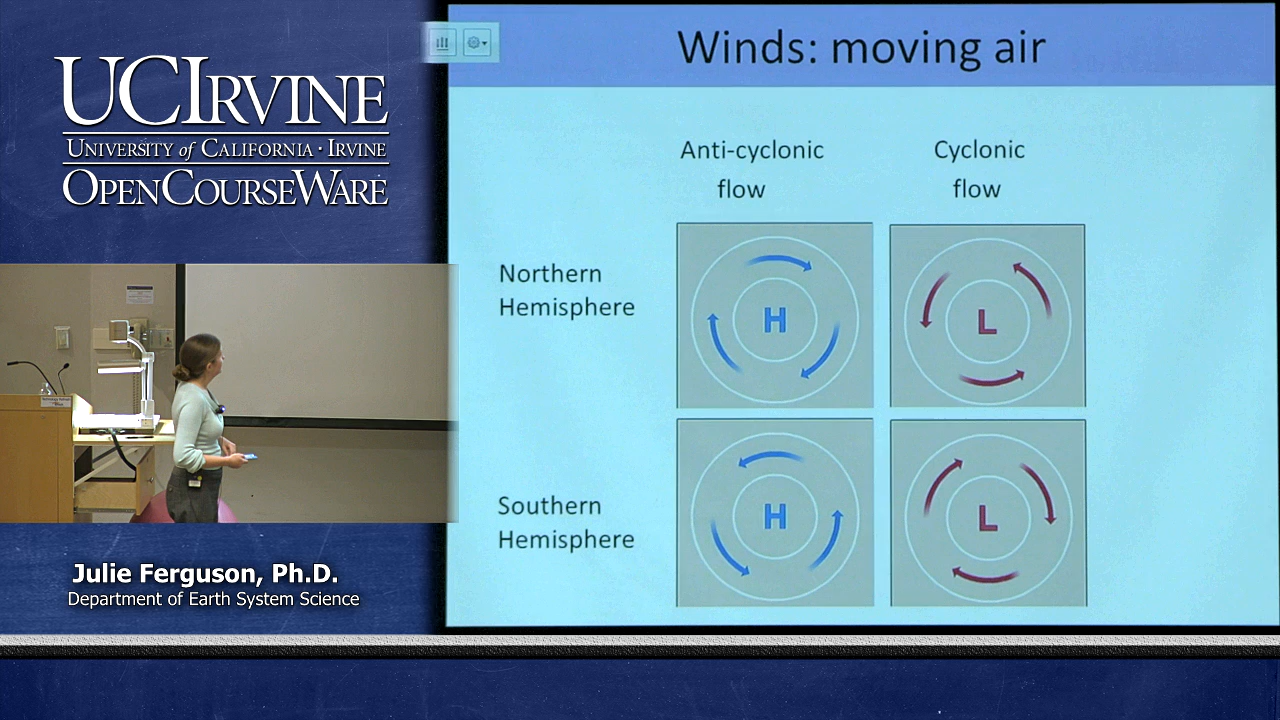 UCIRVINE
UNIVERSITY of CALIFORNIA · IRVINE
OPENCOURSEWARE
Julie Ferguson, Ph.D.
Department of Earth System Science
Winds: moving air
Anti-cyclonic
flow
Cyclonic
flow
Northern
Hemisphere
H
L
Southern
Hemisphere
H
L